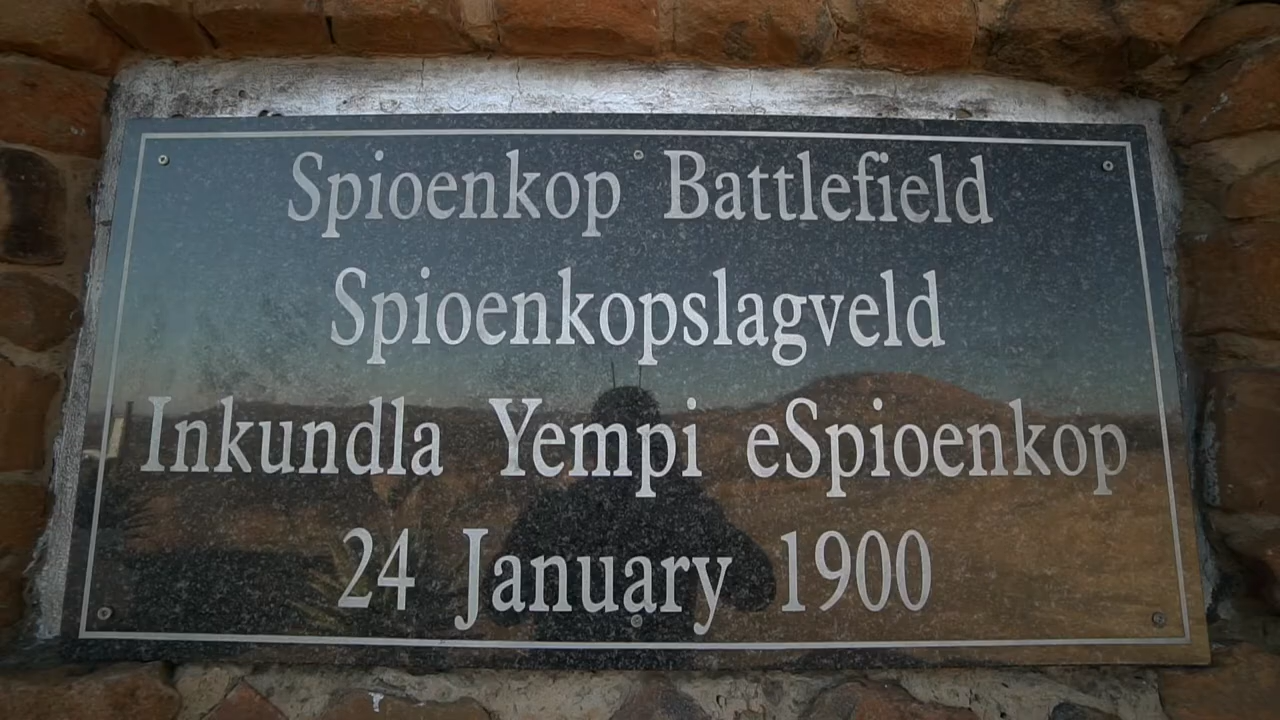 Spioenkop Battlefield
Spioenkopslagveld
Inkundla Yempi eSpioenkop
24 January 1900